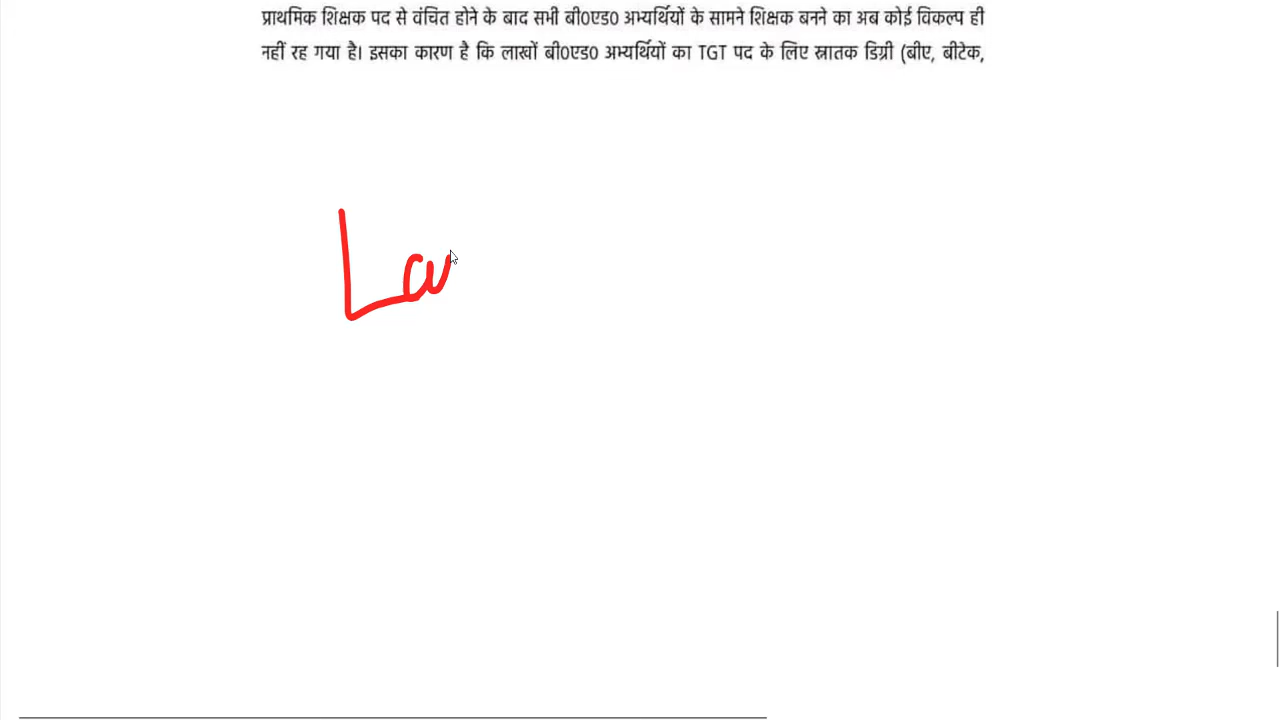 प्राथमिक शिक्षक पद से वंचित होने के बाद सभी बी0एड0 अभ्यर्थियों के सामने शिक्षक बनने का अब कोई विकल्प ही
नहीं रह गया है। इसका कारण है कि लाखों बी0एड0 अभ्यर्थियों का TGT पद के लिए स्नातक डिग्री (बीए, बीटेक,
La